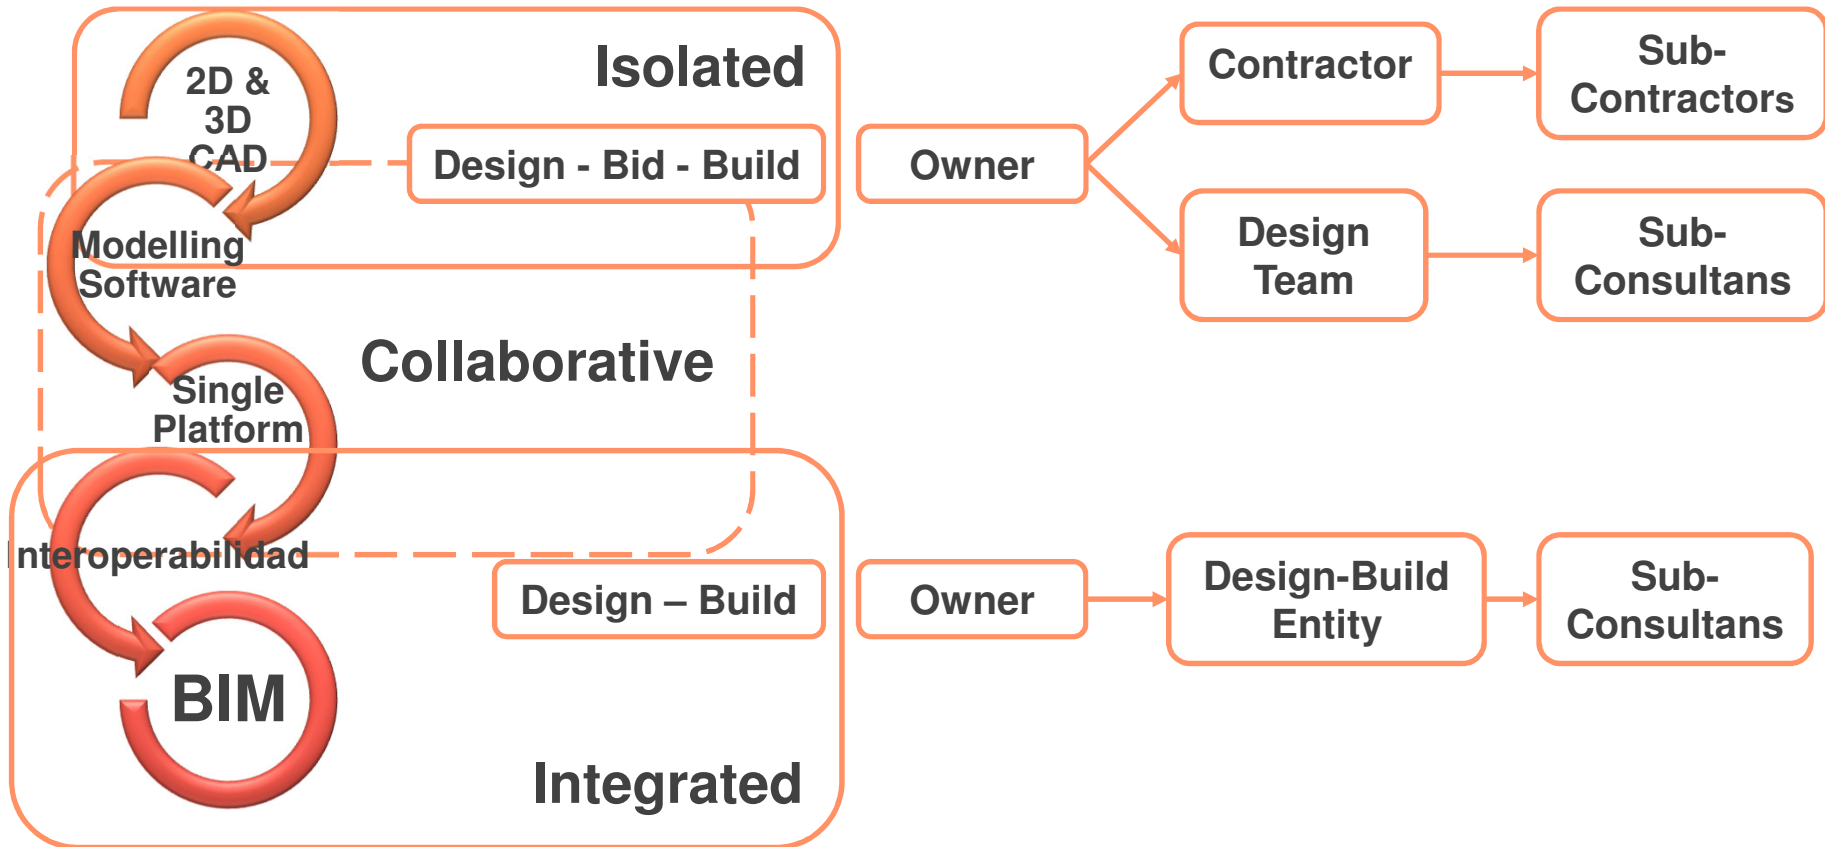 2D &
3D
CAD
Isolated
Design - Bid - Build
Modelling
Software
Collaborative
Single
Platform
Interoperabilidad
Design – Build
BIM
Integrated
Owner
Contractor
Sub-
Contractors
Design
Team
Sub-
Consultans
Owner
Design-Build
Entity
Sub-
Consultans